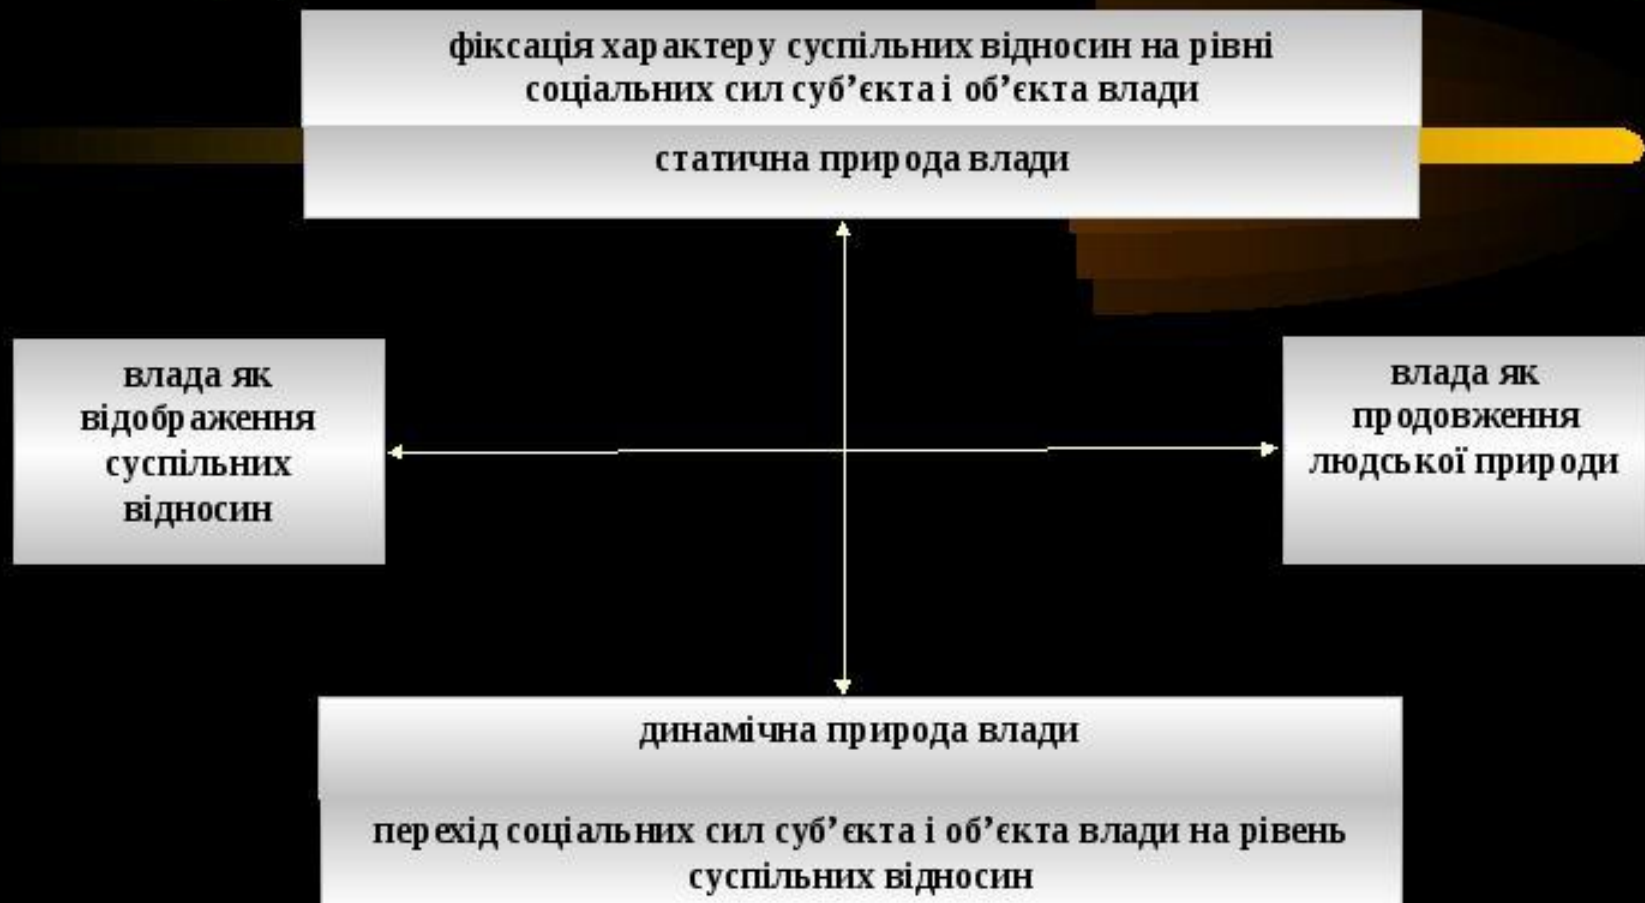 фіксація характеру суспільних відносин на рівні
соціальних сил суб’єкта і об’єкта влади
статична природа влади
влада як
відображення
суспільних
відносин
влада як
продовження
людської природи
динамічна природа влади
перехід соціальних сил суб’єкта і об’єкта влади на рівень
суспільних відносин